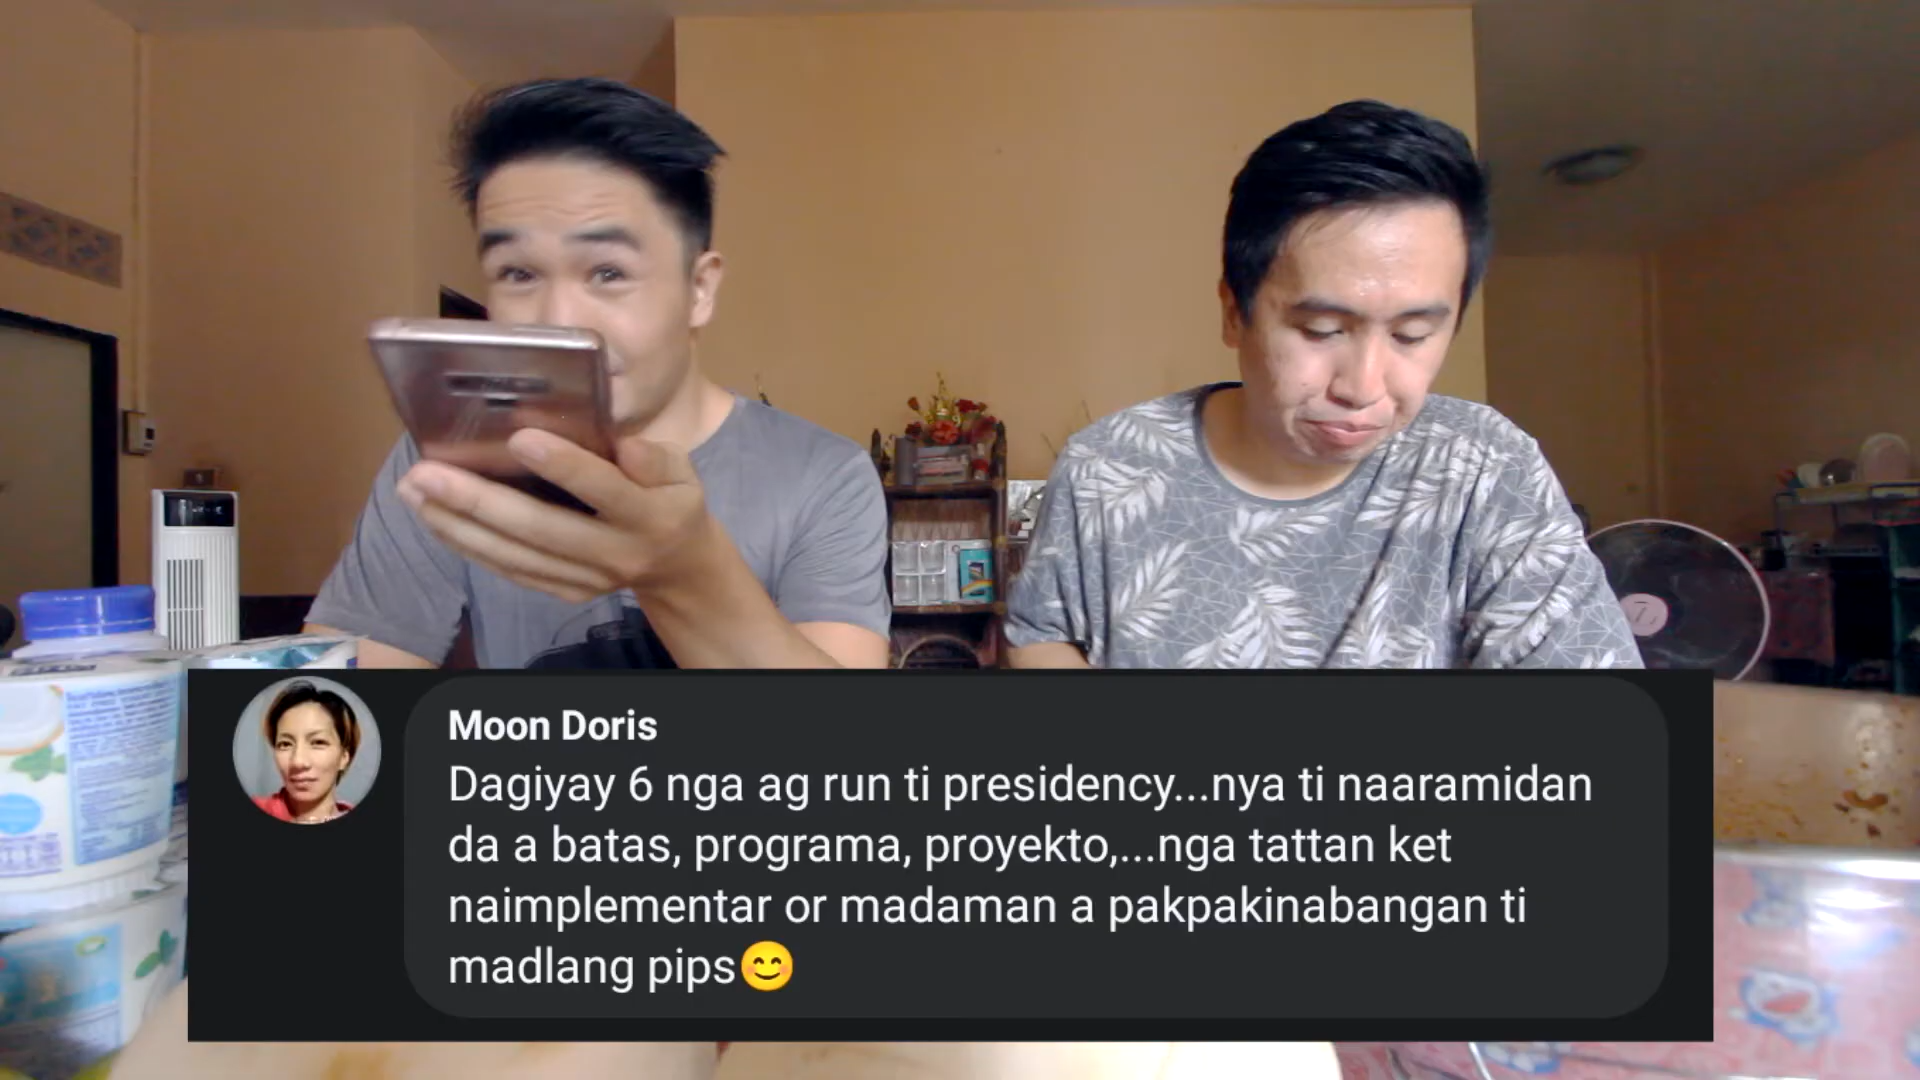 Moon Doris
Dagiyay 6 nga ag run ti presidency...nya ti naaramidan
da a batas, programa, proyekto,...nga tattan ket
naimplementar or madaman a pakpakinabangan ti
madlang pips😊